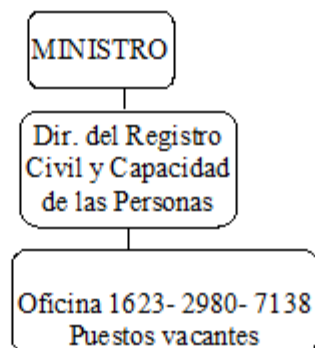 MINISTRO
Dir. del Registro
Civil y Capacidad
de las Personas
Oficina 1623- 2980- 7138
Puestos vacantes